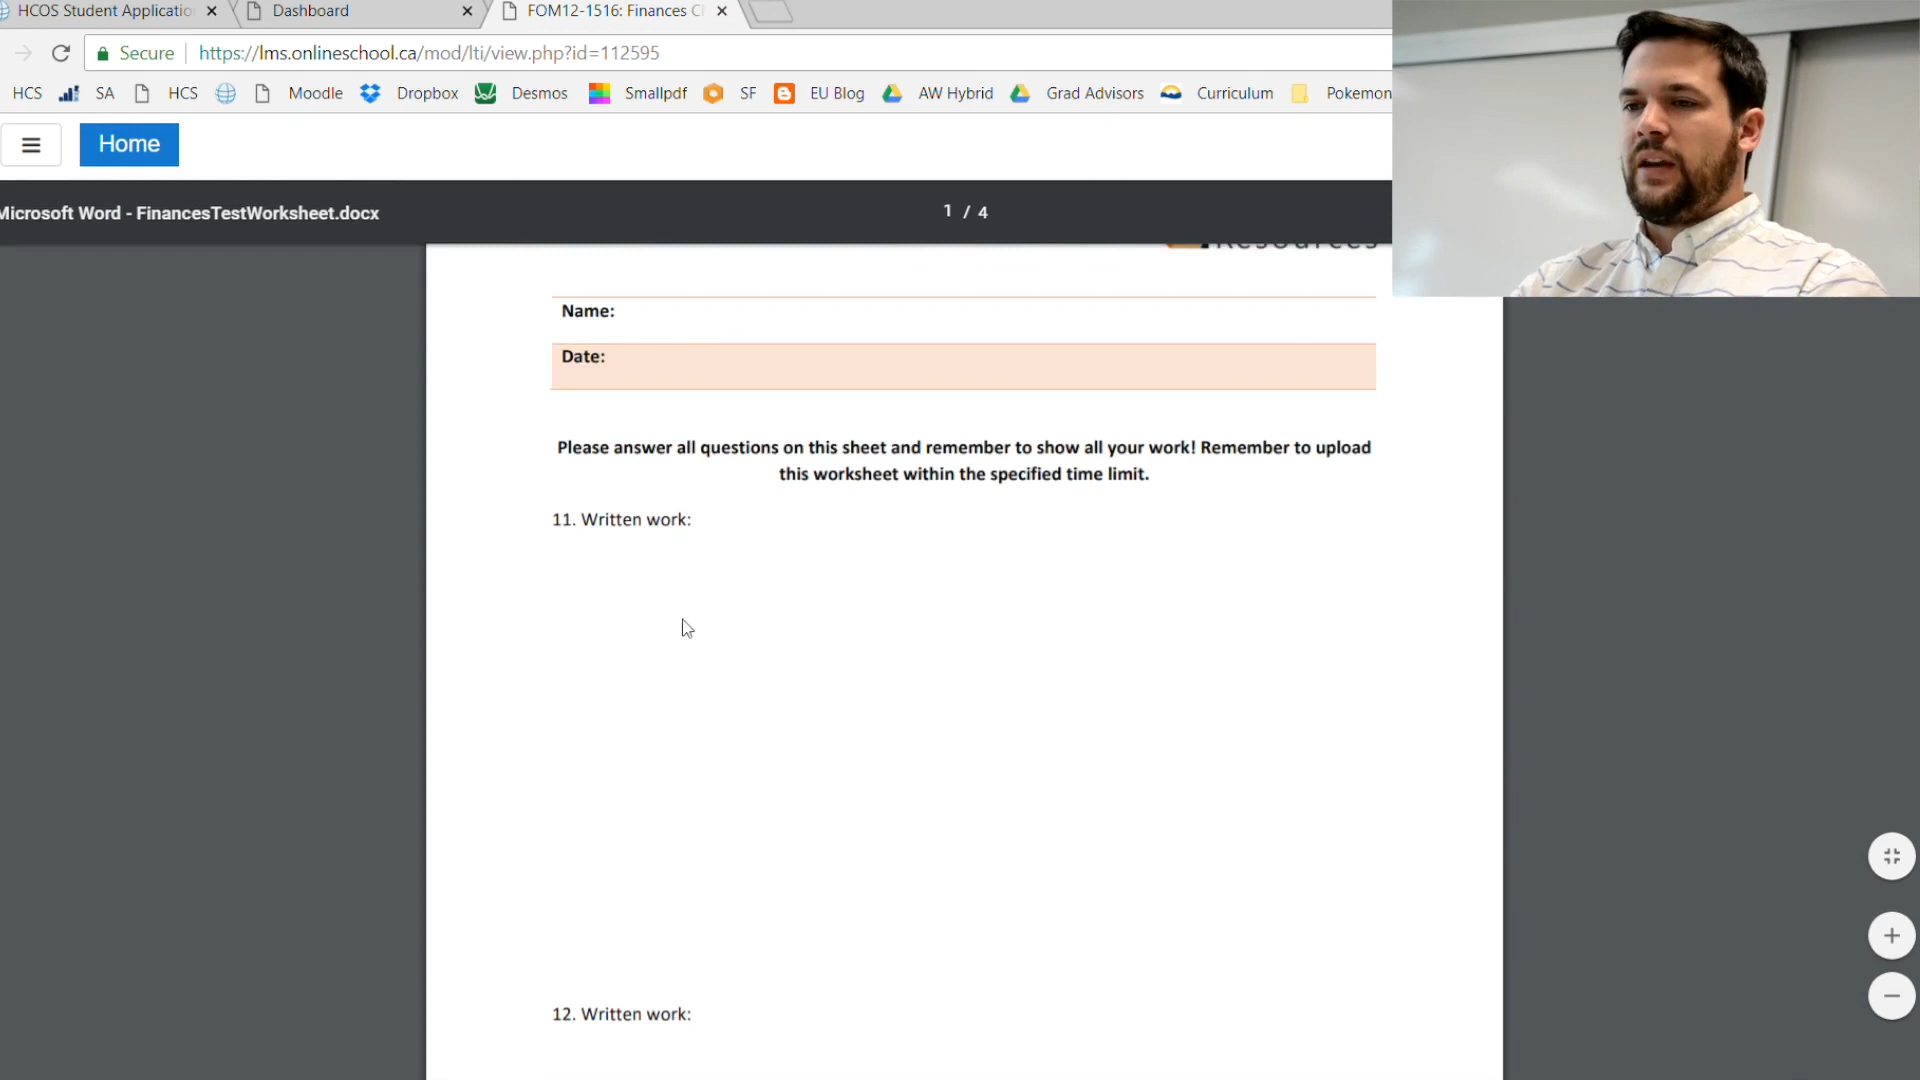 HCOS Student Applicatio
Dashboard
FOM12-1516: Finances C
Secure
https://lms.onlineschool.ca/mod/lti/view.php?id=112595
HCS SA HCS Moodle Dropbox Desmos Smallpdf SF EU Blog AW Hybrid Grad Advisors Curriculum Pokemon
Home
Microsoft Word - FinancesTestWorksheet.docx
1 / 4
Resources
Name:
Date:
Please answer all questions on this sheet and remember to show all your work! Remember to upload
this worksheet within the specified time limit.
11. Written work:
12. Written work: